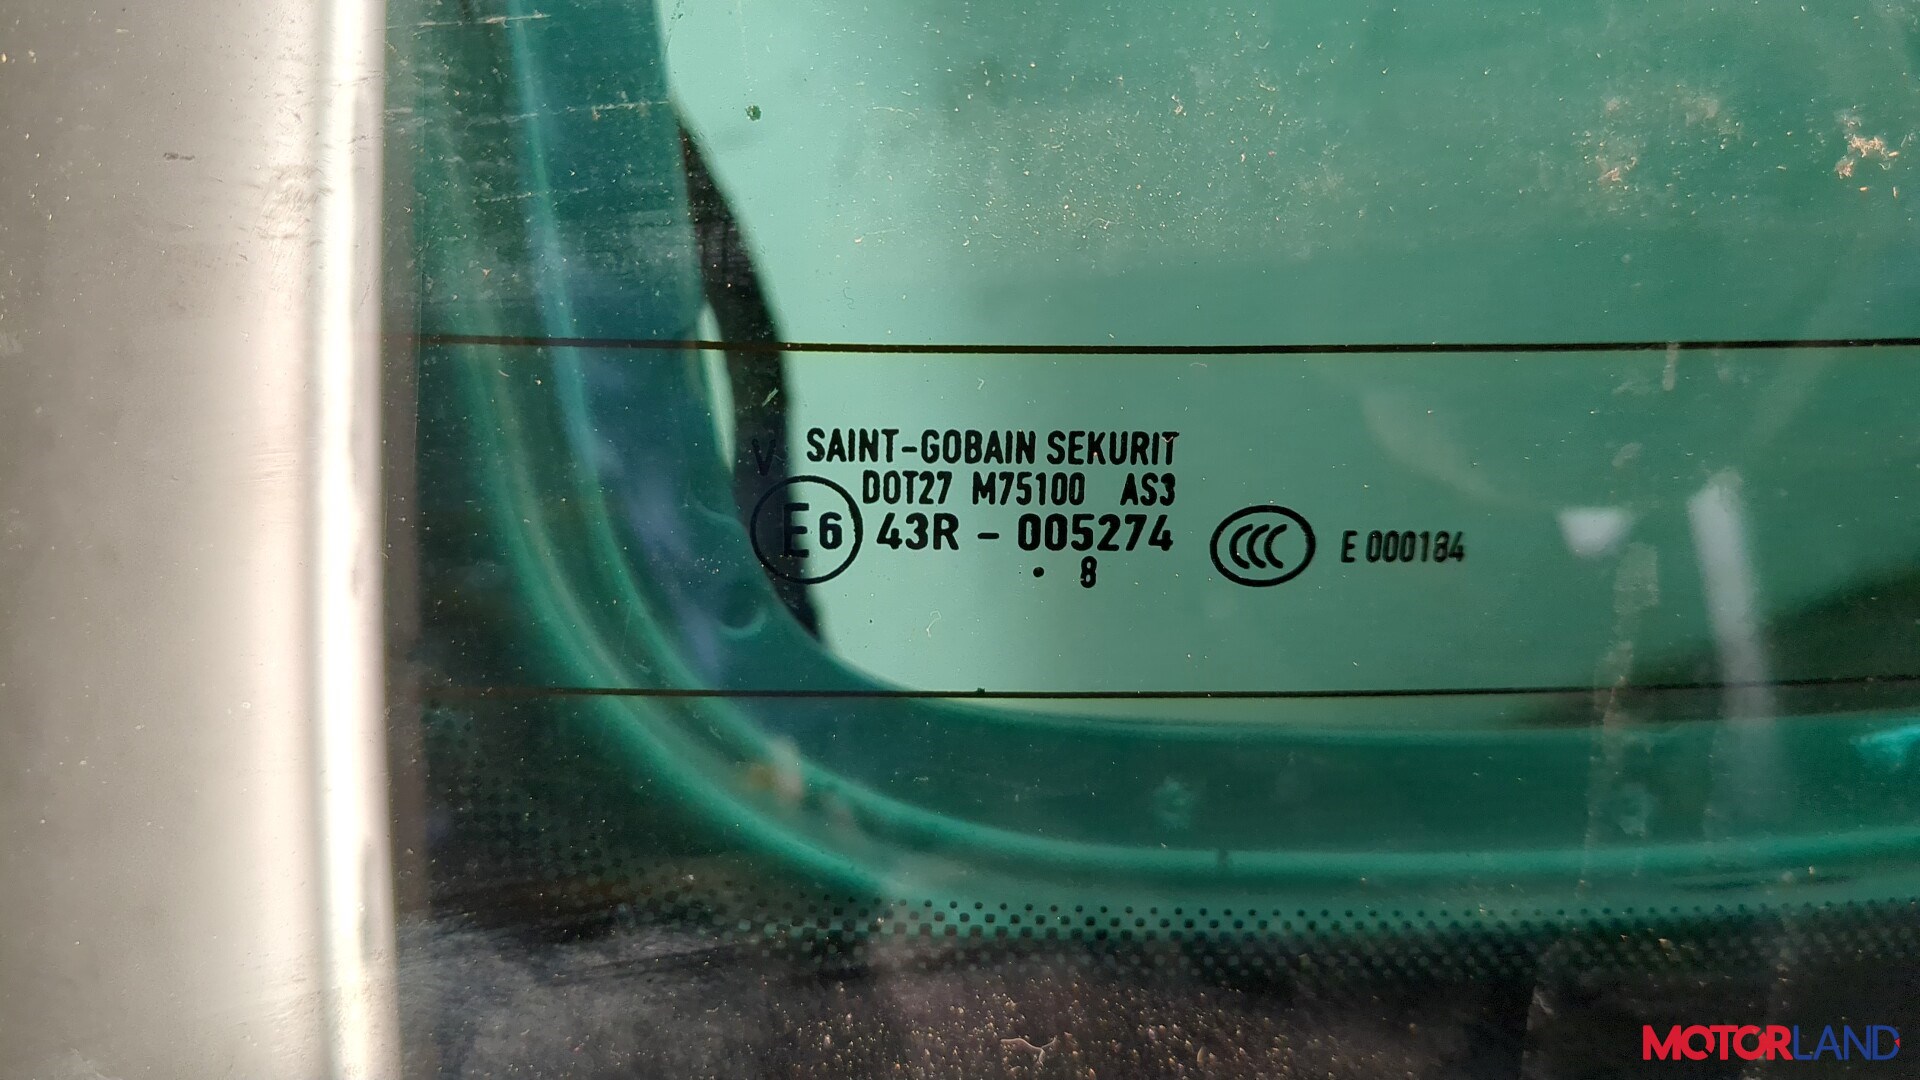 V SAINT-GOBAIN SEKURIT
DOT27 M75100 AS3
E6 43R - 005274
. 8
CCC E 000184
MOTORLAND